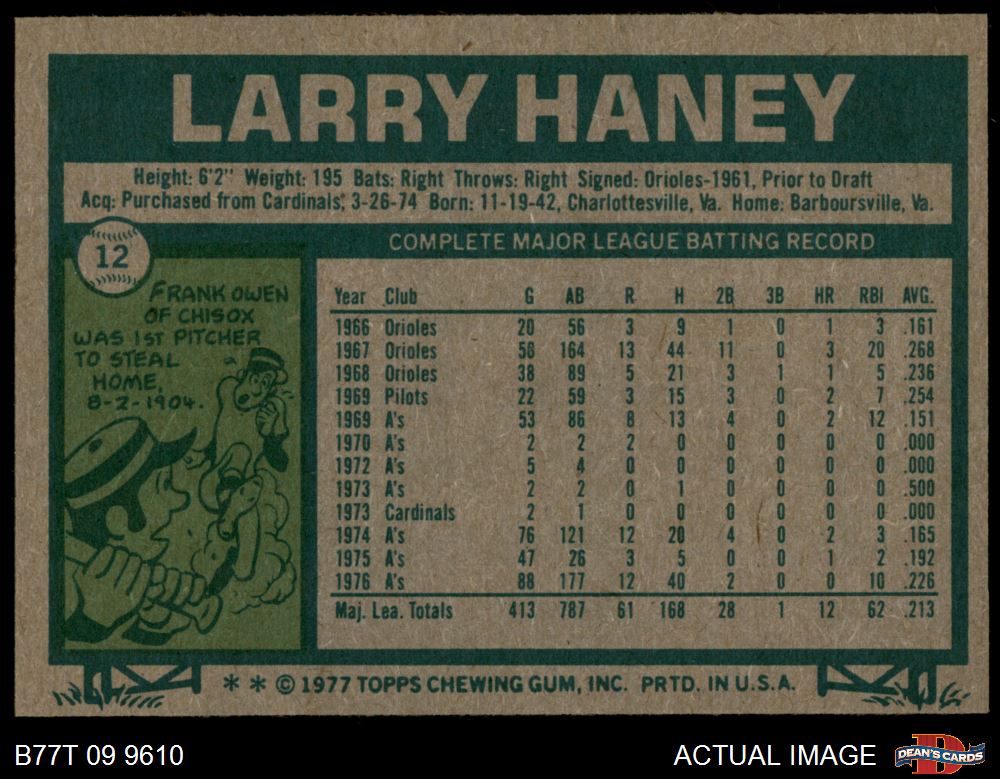 LARRY HANEY
Height: 6'2" Weight: 195 Bats: Right Throws: Right Signed: Orioles-1961, Prior to Draft
Acq: Purchased from Cardinals, 3-26-74 Born: 11-19-42, Charlottesville, Va. Home: Barboursville, Va.
12
FRANK OWEN
OF CHISOX
WAS 1ST PITCHER
TO STEAL
HOME,
8-2-1904.
COMPLETE MAJOR LEAGUE BATTING RECORD
Year Club G AB R H 2B 3B HR RBI AVG.
1966 Orioles 20 56 3 9 1 0 1 3 .161
1967 Orioles 58 164 13 44 11 0 3 20 .268
1968 Orioles 38 89 5 21 3 1 1 5 .236
1969 Pilots 22 59 3 15 3 0 2 7 .254
1969 A's 53 86 8 13 4 0 2 12 .151
1970 A's 2 2 2 0 0 0 0 0 .000
1972 A's 5 4 0 0 0 0 0 0 .000
1973 A's 2 2 0 1 0 0 0 0 .500
1973 Cardinals 2 1 0 0 0 0 0 0 .000
1974 A's 76 121 12 20 4 0 2 3 .165
1975 A's 47 26 3 5 0 0 1 2 .192
1976 A's 88 177 12 40 2 0 0 10 .226
Maj. Lea. Totals 413 787 61 168 28 1 12 62 .213
* * © 1977 TOPPS CHEWING GUM, INC. PRTD. IN U.S.A.
B77T 09 9610
ACTUAL IMAGE
DEAN'S CARDS